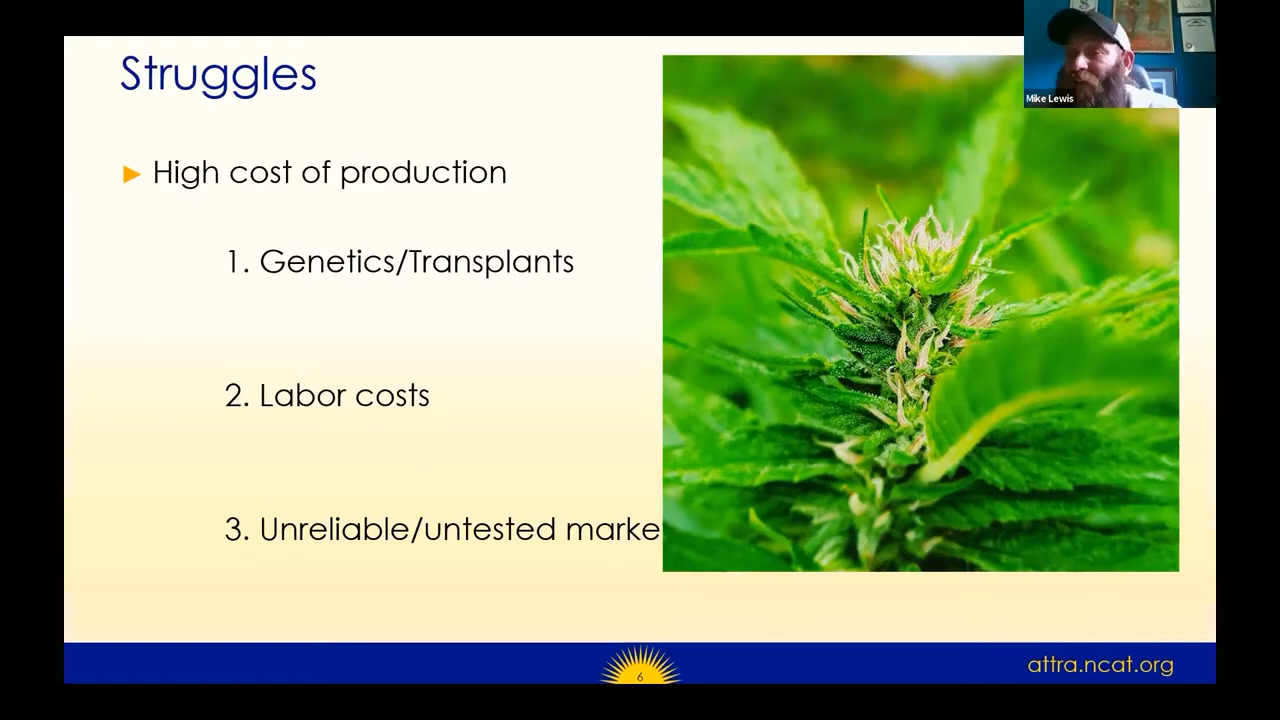 Struggles
Mike Lewis
► High cost of production
1. Genetics/Transplants
2. Labor costs
3. Unreliable/untested marke
6
attra.ncat.org